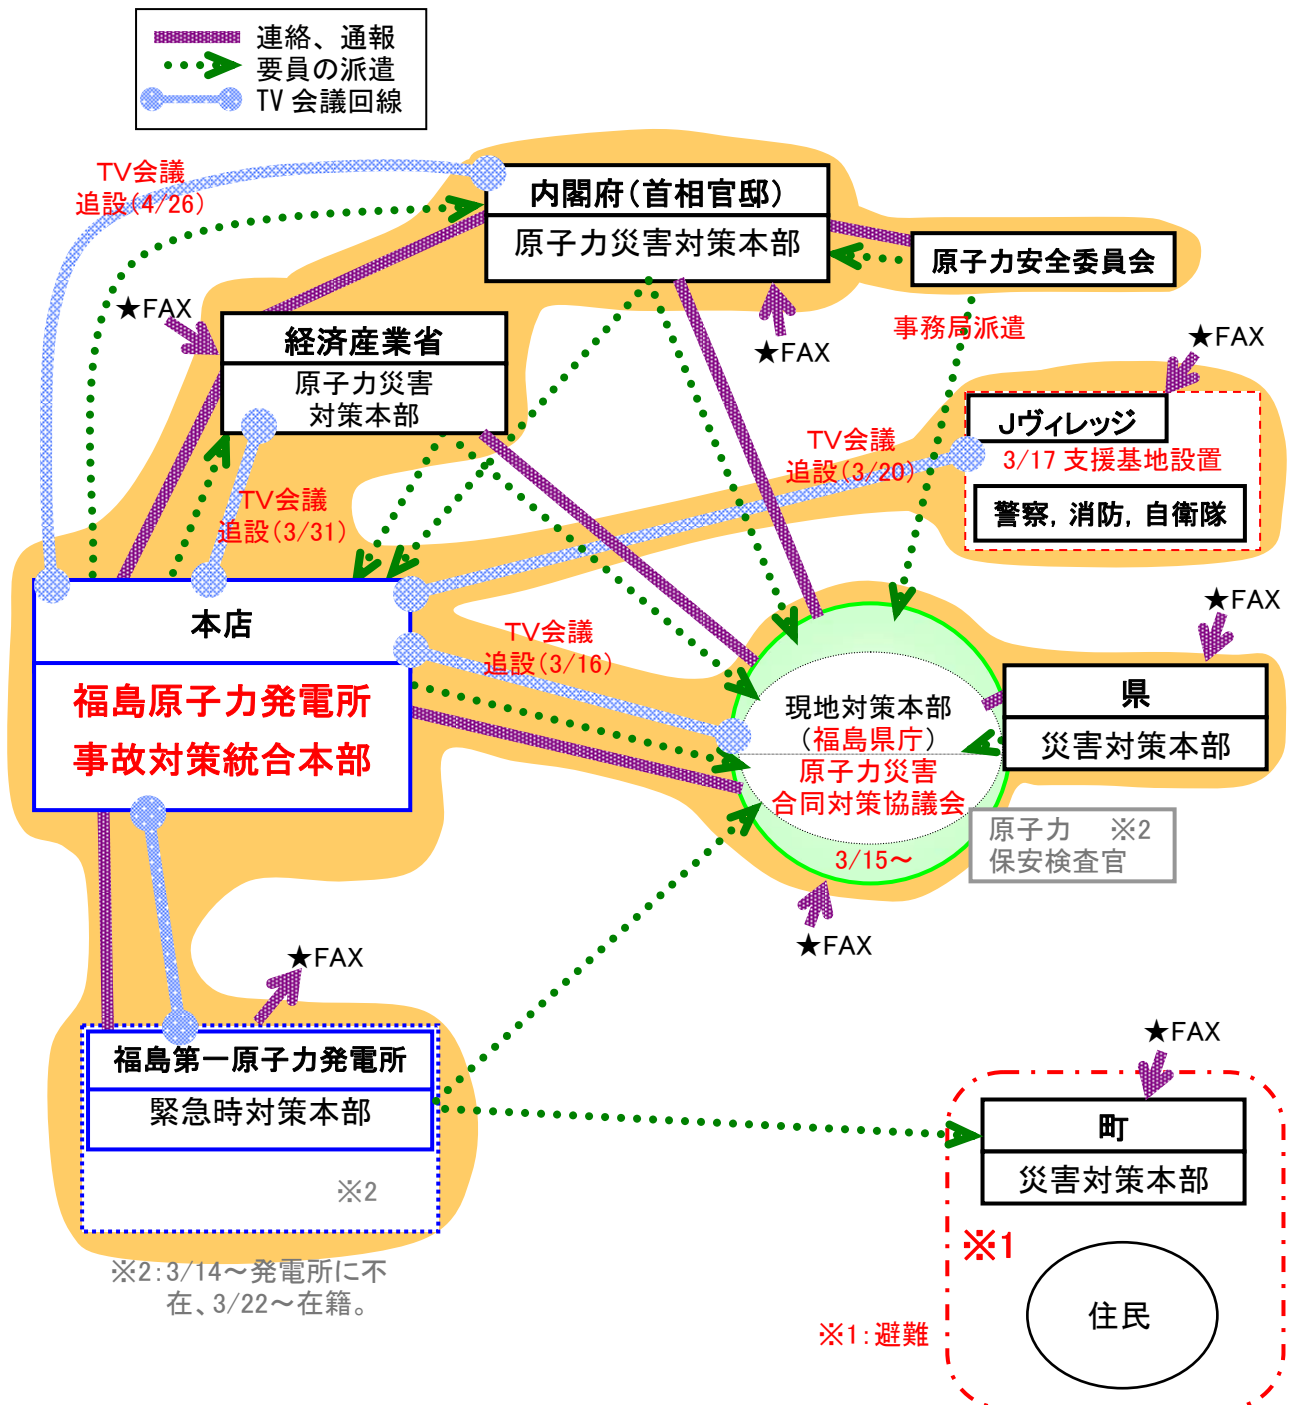 連絡、通報
要員の派遣
TV会議回線
TV会議
追設(4/26)
内閣府(首相官邸)
原子力災害対策本部
原子力安全委員会
★FAX
経済産業省
原子力災害
対策本部
★FAX
事務局派遣
★FAX
Jヴィレッジ
3/17 支援基地設置
警察, 消防, 自衛隊
TV会議
追設(3/20)
TV会議
追設(3/31)
本店
福島原子力発電所
事故対策統合本部
TV会議
追設(3/16)
★FAX
県
災害対策本部
現地対策本部
(福島県庁)
原子力災害
合同対策協議会
3/15～
原子力 ※2
保安検査官
★FAX
★FAX
福島第一原子力発電所
緊急時対策本部
※2
※2:3/14～発電所に不
在、3/22～在籍。
★FAX
町
災害対策本部
※1
住民
※1:避難